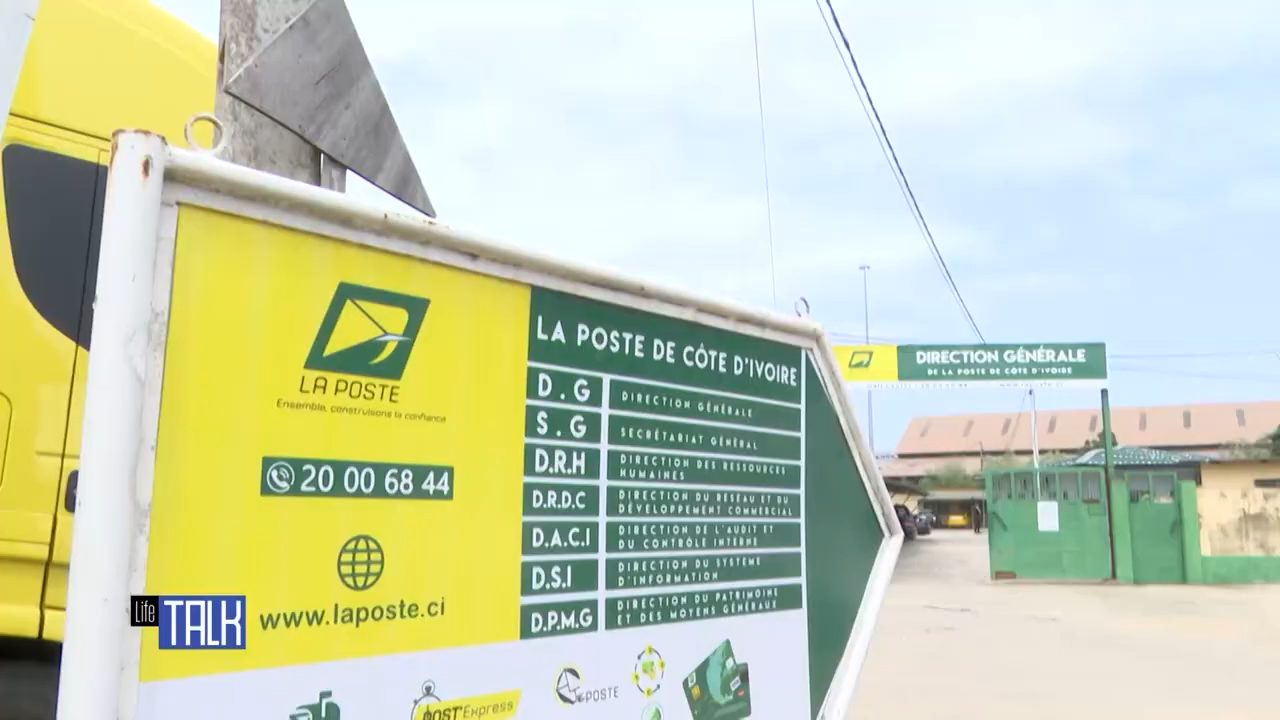 LA POSTE
Ensemble, construisons la confiance
20 00 68 44
www.laposte.ci
LA POSTE DE CÔTE D'IVOIRE
D.G DIRECTION GÉNÉRALE
S.G SECRÉTARIAT GÉNÉRAL
D.R.H DIRECTION DES RESSOURCES
HUMAINES
D.R.D.C DIRECTION DU RESEAU ET DU
DÉVELOPPEMENT COMMERCIAL
D.A.C.I DIRECTION DE L'AUDIT ET
DU CONTRÔLE INTERNE
D.S.I DIRECTION DU SYSTÈME
D'INFORMATION
D.P.M.G DIRECTION DU PATRIMOINE
ET DES MOYENS GÉNÉRAUX
POST'Express
POSTE
DIRECTION GÉNÉRALE
DE LA POSTE DE CÔTE D'IVOIRE
Life
TALK